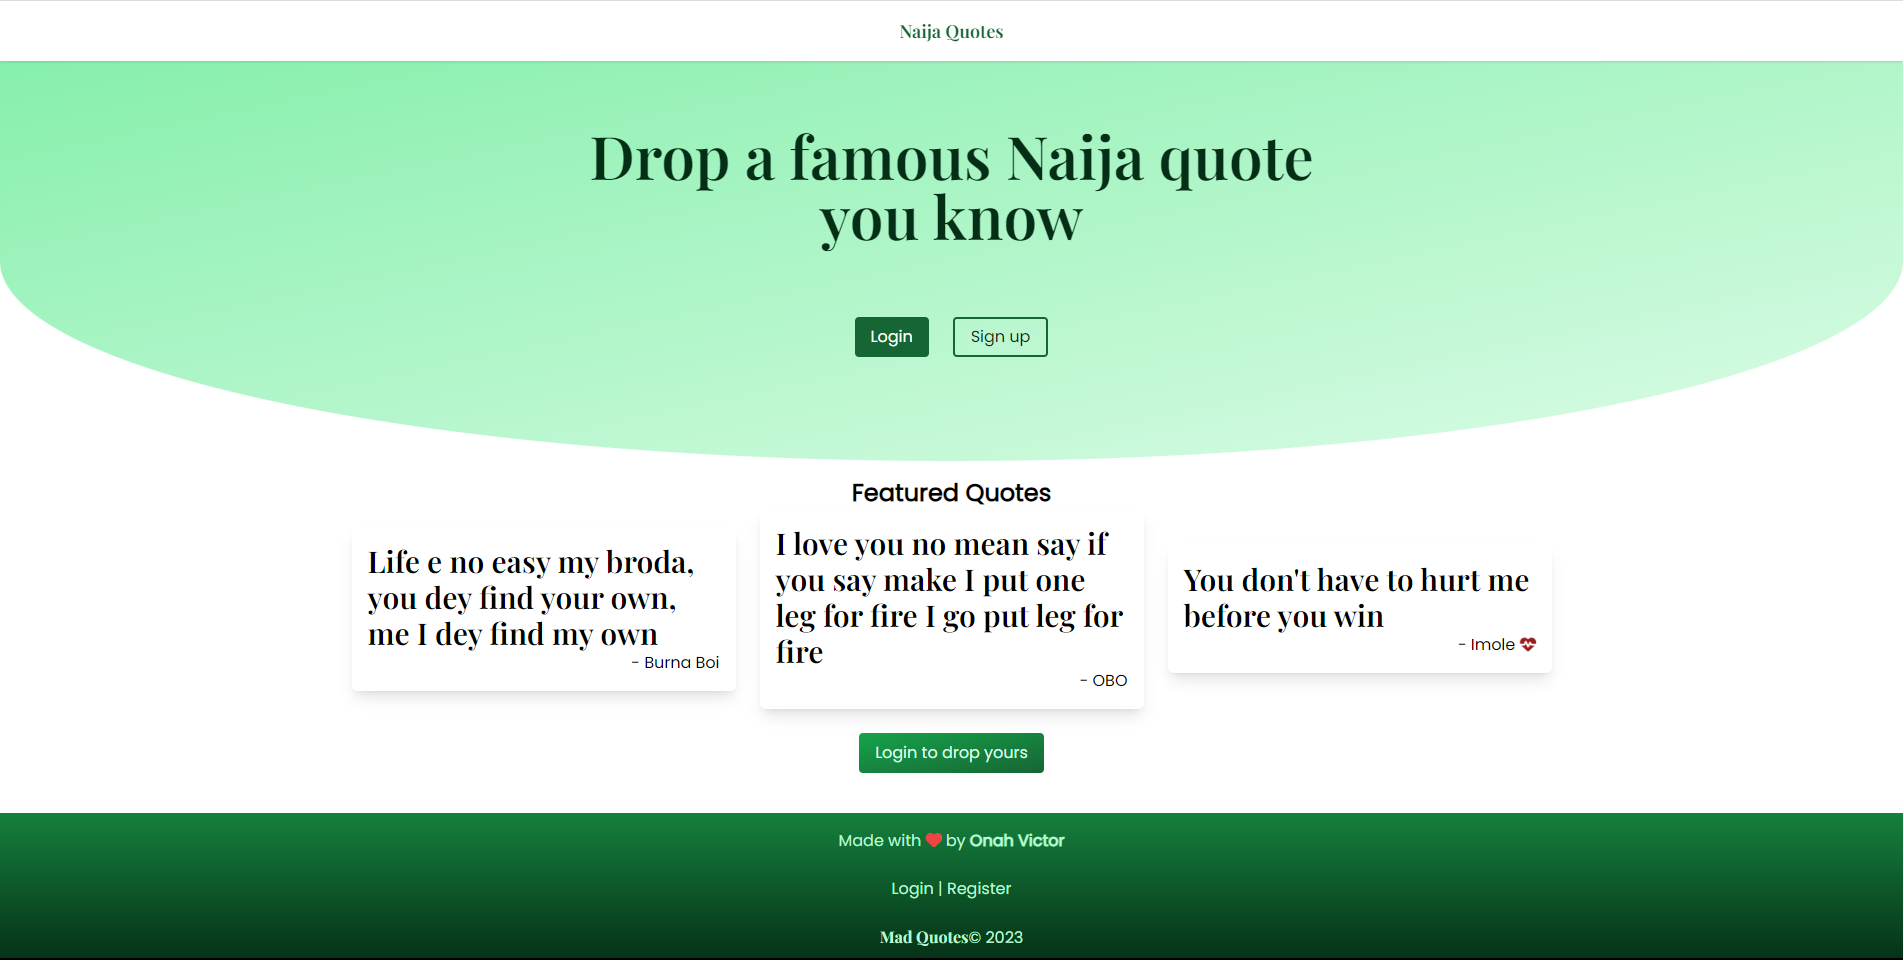 Naija Quotes
Drop a famous Naija quote
you know
Login
Sign up
Featured Quotes
Life e no easy my broda,
you dey find your own,
me I dey find my own
- Burna Boi
I love you no mean say if
you say make I put one
leg for fire I go put leg for
fire
- OBO
You don't have to hurt me
before you win
- Imole
Login to drop yours
Made with ❤ by Onah Victor
Login | Register
Mad Quotes© 2023